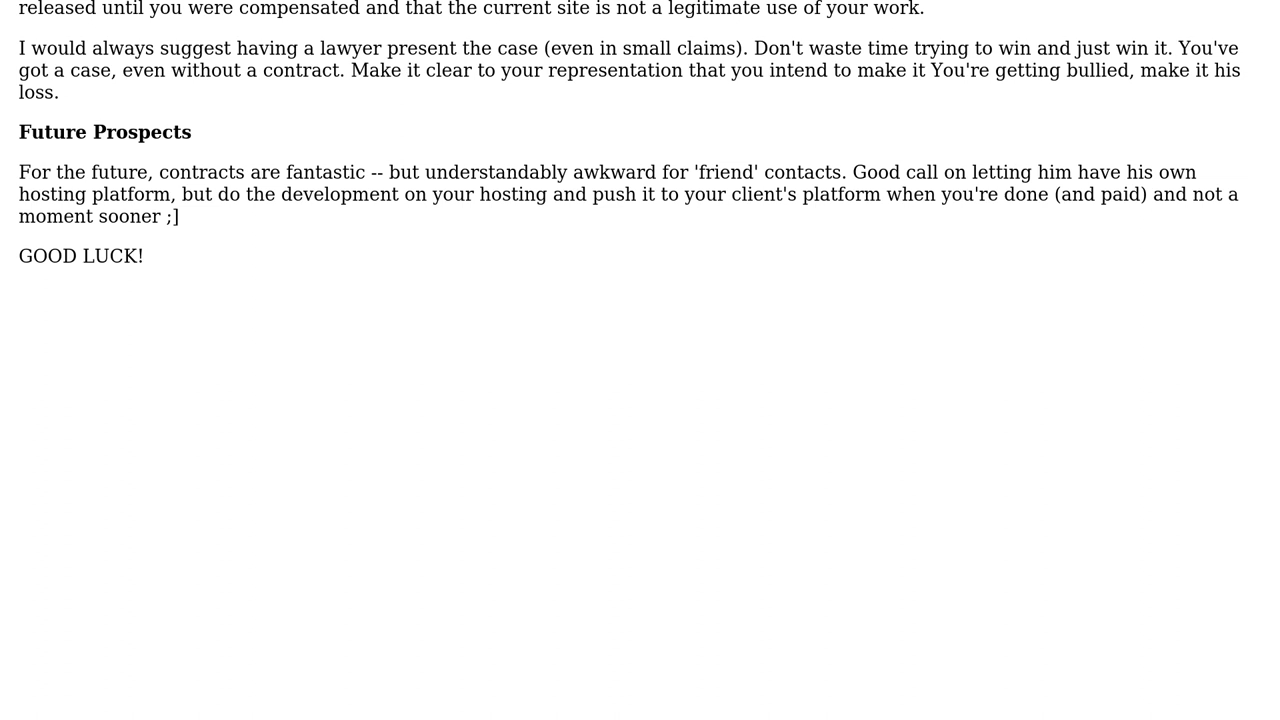 released until you were compensated and that the current site is not a legitimate use of your work.
I would always suggest having a lawyer present the case (even in small claims). Don't waste time trying to win and just win it. You've
got a case, even without a contract. Make it clear to your representation that you intend to make it You're getting bullied, make it his
loss.
Future Prospects
For the future, contracts are fantastic -- but understandably awkward for 'friend' contacts. Good call on letting him have his own
hosting platform, but do the development on your hosting and push it to your client's platform when you're done (and paid) and not a
moment sooner ;]
GOOD LUCK!